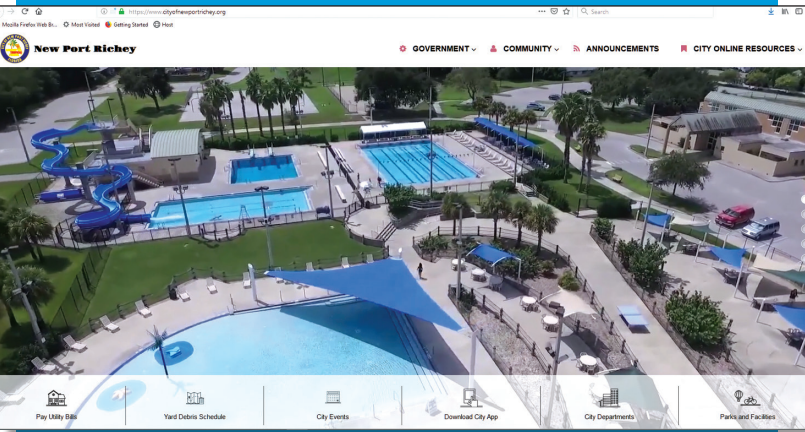 https://www.cityofnewportrichey.org
Search
Mozilla Firefox Web Br...
Most Visited
Getting Started
Host
New Port Richey
GOVERNMENT
COMMUNITY
ANNOUNCEMENTS
CITY ONLINE RESOURCES
Pay Utility Bills
Yard Debris Schedule
City Events
Download City App
City Departments
Parks and Facilities